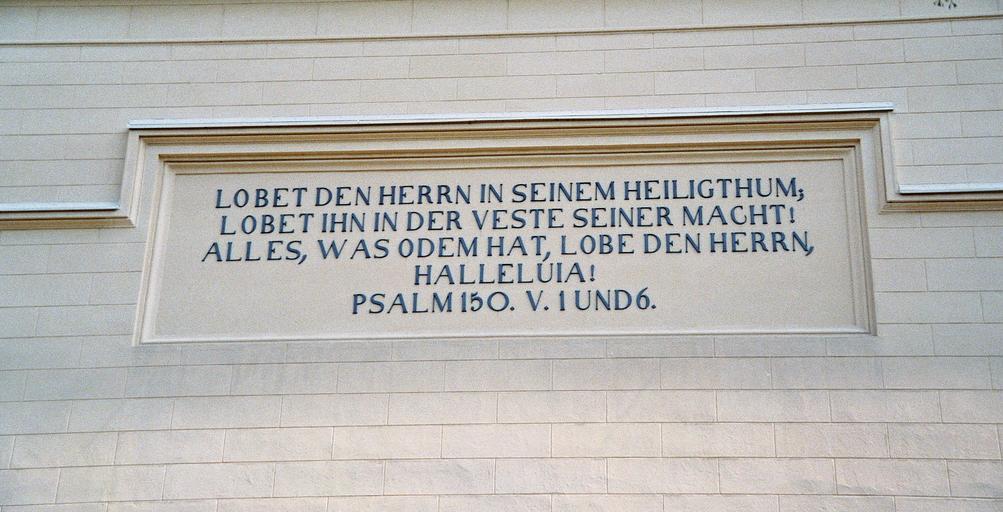 LOBET DEN HERRN IN SEINEM HEILIGTHUM;
LOBET IHN IN DER VESTE SEINER MACHT!
ALLES, WAS ODEM HAT, LOBE DEN HERRN,
HALLELUIA!
PSALM 150. V. 1 UND 6.